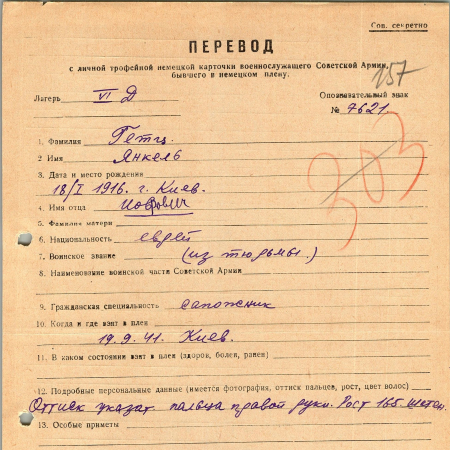 Сов. секретно
ПЕРЕВОД
с личной трофейной немецкой карточки военнослужащего Советской Армии,
бывшего в немецком плену.
157
Лагерь VI Д
Опознавательный знак
№ 7621.
303
1. Фамилия Гетц.
2 Имя Янкель
3. Дата и место рождения
18/I 1916. г. Киев.
4. Имя отца
5. Фамилия матери
6. Национальность еврей
7. Воинское звание (из тюрьмы.)
8. Наименование воинской части Советской Армии
9. Гражданская специальность сапожник
10. Когда и где взят в плен
19.9.41. Киев.
11. В каком состоянии взят в плен (здоров, болен, ранен)
12. Подробные персональные данные (имеется фотография, оттиск пальцев, рост, цвет волос)
Оттиск указат. пальца правой руки. Рост 165. шатен.
13. Особые приметы